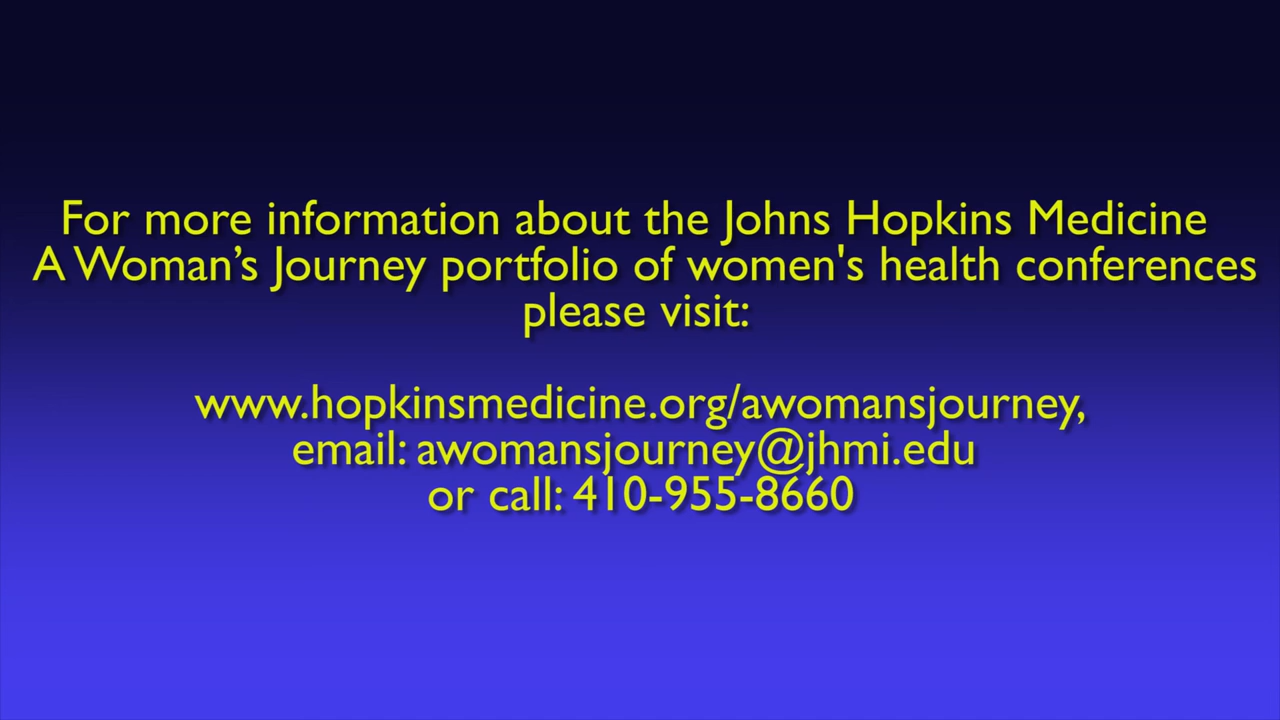 For more information about the Johns Hopkins Medicine
A Woman’s Journey portfolio of women's health conferences
please visit:
www.hopkinsmedicine.org/awomansjourney,
email: awomansjourney@jhmi.edu
or call: 410-955-8660